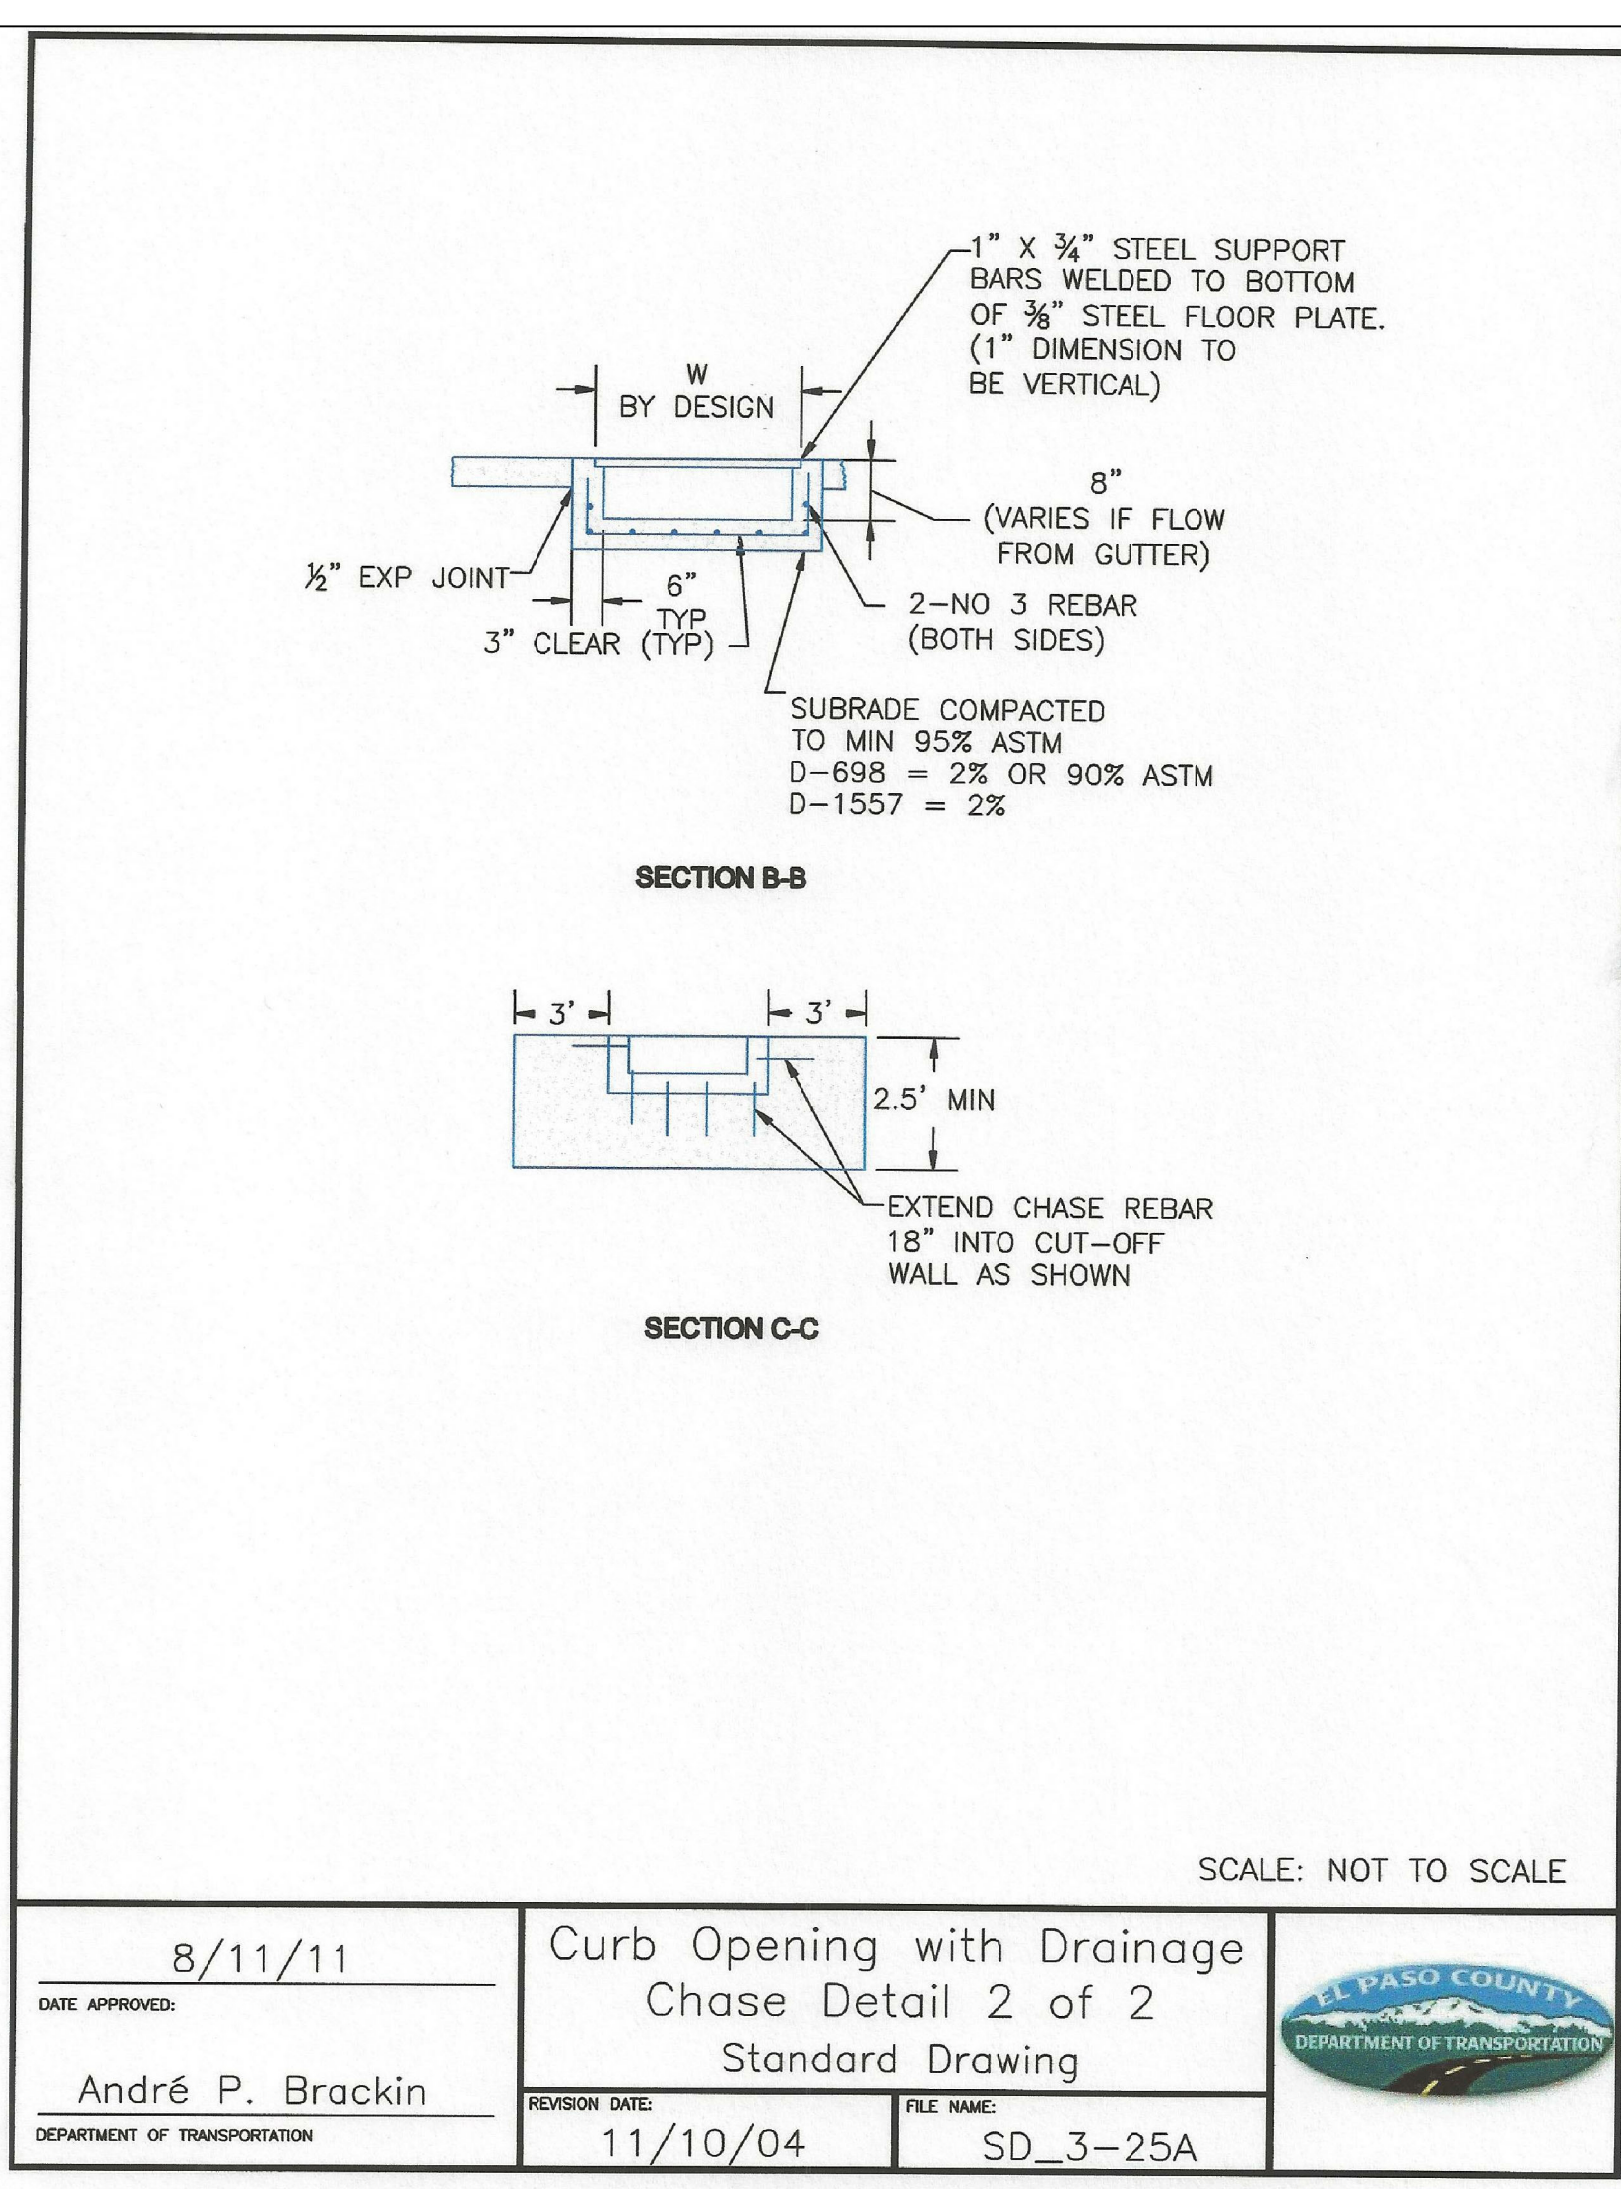 1" X 3/4" STEEL SUPPORT
BARS WELDED TO BOTTOM
OF 3/8" STEEL FLOOR PLATE.
(1" DIMENSION TO
BE VERTICAL)
W
BY DESIGN
8"
(VARIES IF FLOW
FROM GUTTER)
1/2" EXP JOINT
6"
TYP
3" CLEAR (TYP)
2-NO 3 REBAR
(BOTH SIDES)
SUBRADE COMPACTED
TO MIN 95% ASTM
D-698 = 2% OR 90% ASTM
D-1557 = 2%
SECTION B-B
3'
3'
2.5' MIN
EXTEND CHASE REBAR
18" INTO CUT-OFF
WALL AS SHOWN
SECTION C-C
SCALE: NOT TO SCALE
8/11/11
DATE APPROVED:
André P. Brackin
DEPARTMENT OF TRANSPORTATION
Curb Opening with Drainage
Chase Detail 2 of 2
Standard Drawing
REVISION DATE:
11/10/04
FILE NAME:
SD_3-25A
EL PASO COUNTY
DEPARTMENT OF TRANSPORTATION